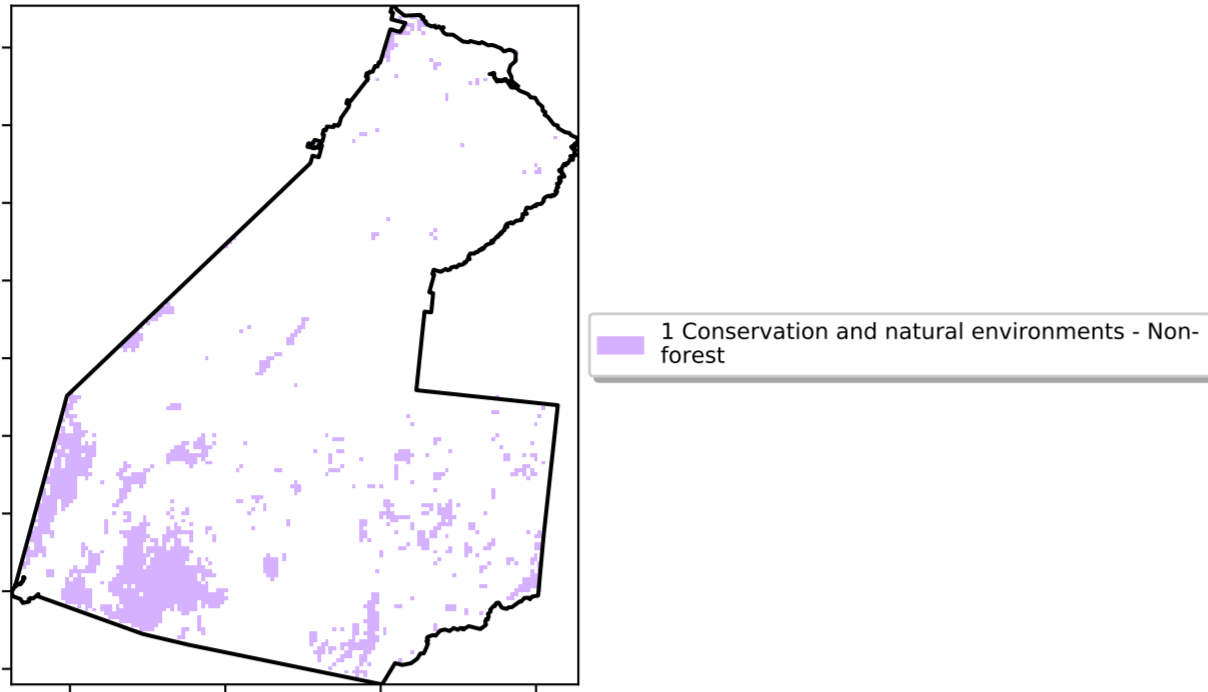 1 Conservation and natural environments - Non-
forest